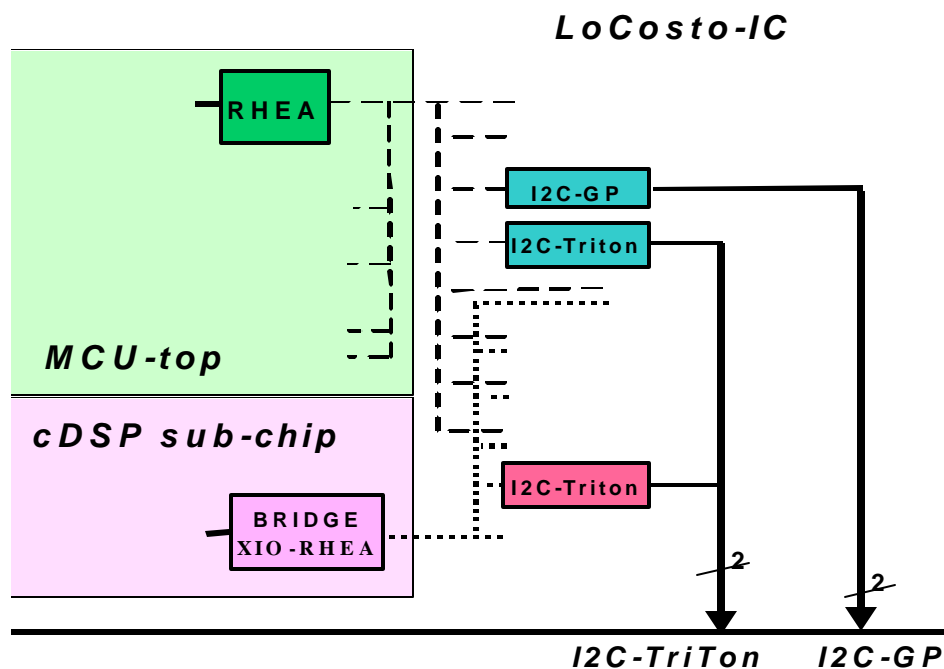 LoCosto-IC
RHEA
I2C-GP
I2C-Triton
MCU-top
cDSP sub-chip
I2C-Triton
BRIDGE
XIO-RHEA
2
2
I2C-TriTon
I2C-GP